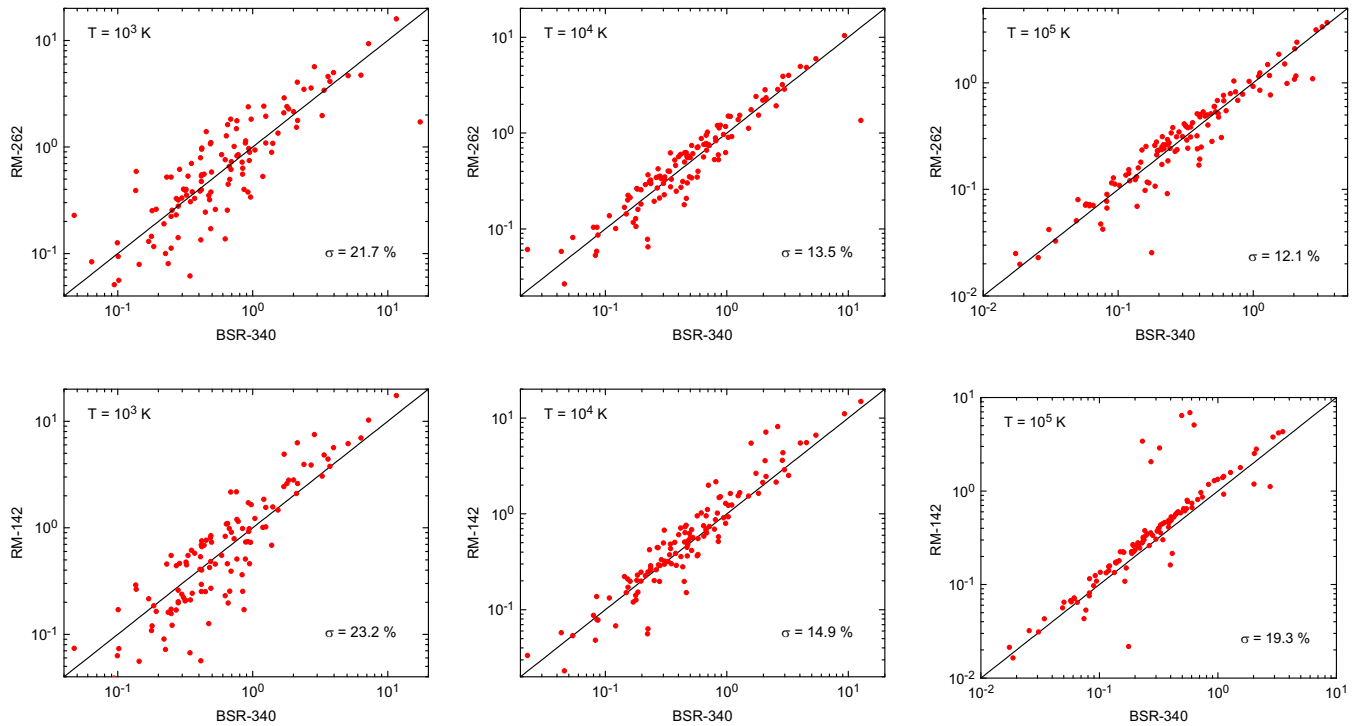 T = 10³ K
RM-262
10¹
10⁰
10⁻¹
σ = 21.7 %
10⁻¹ 10⁰ 10¹
BSR-340
T = 10⁴ K
RM-262
10¹
10⁰
10⁻¹
σ = 13.5 %
10⁻¹ 10⁰ 10¹
BSR-340
T = 10⁵ K
RM-262
10⁰
10⁻¹
10⁻²
σ = 12.1 %
10⁻² 10⁻¹ 10⁰
BSR-340
T = 10³ K
RM-142
10¹
10⁰
10⁻¹
σ = 23.2 %
10⁻¹ 10⁰ 10¹
BSR-340
T = 10⁴ K
RM-142
10¹
10⁰
10⁻¹
σ = 14.9 %
10⁻¹ 10⁰ 10¹
BSR-340
T = 10⁵ K
RM-142
10¹
10⁰
10⁻¹
10⁻²
σ = 19.3 %
10⁻² 10⁻¹ 10⁰ 10¹
BSR-340